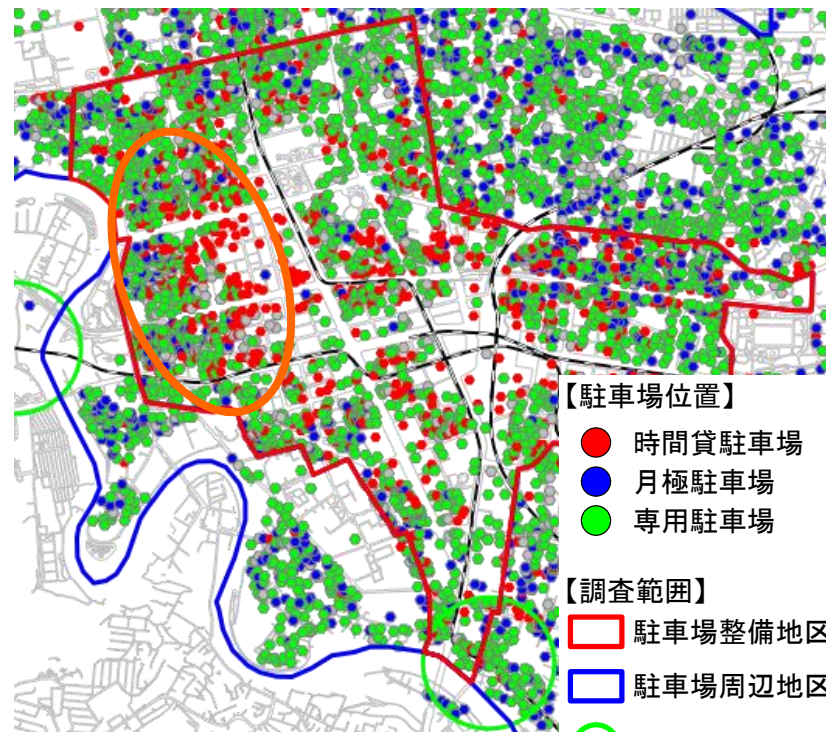 【駐車場位置】
時間貸駐車場
月極駐車場
専用駐車場
【調査範囲】
駐車場整備地区
駐車場周辺地区